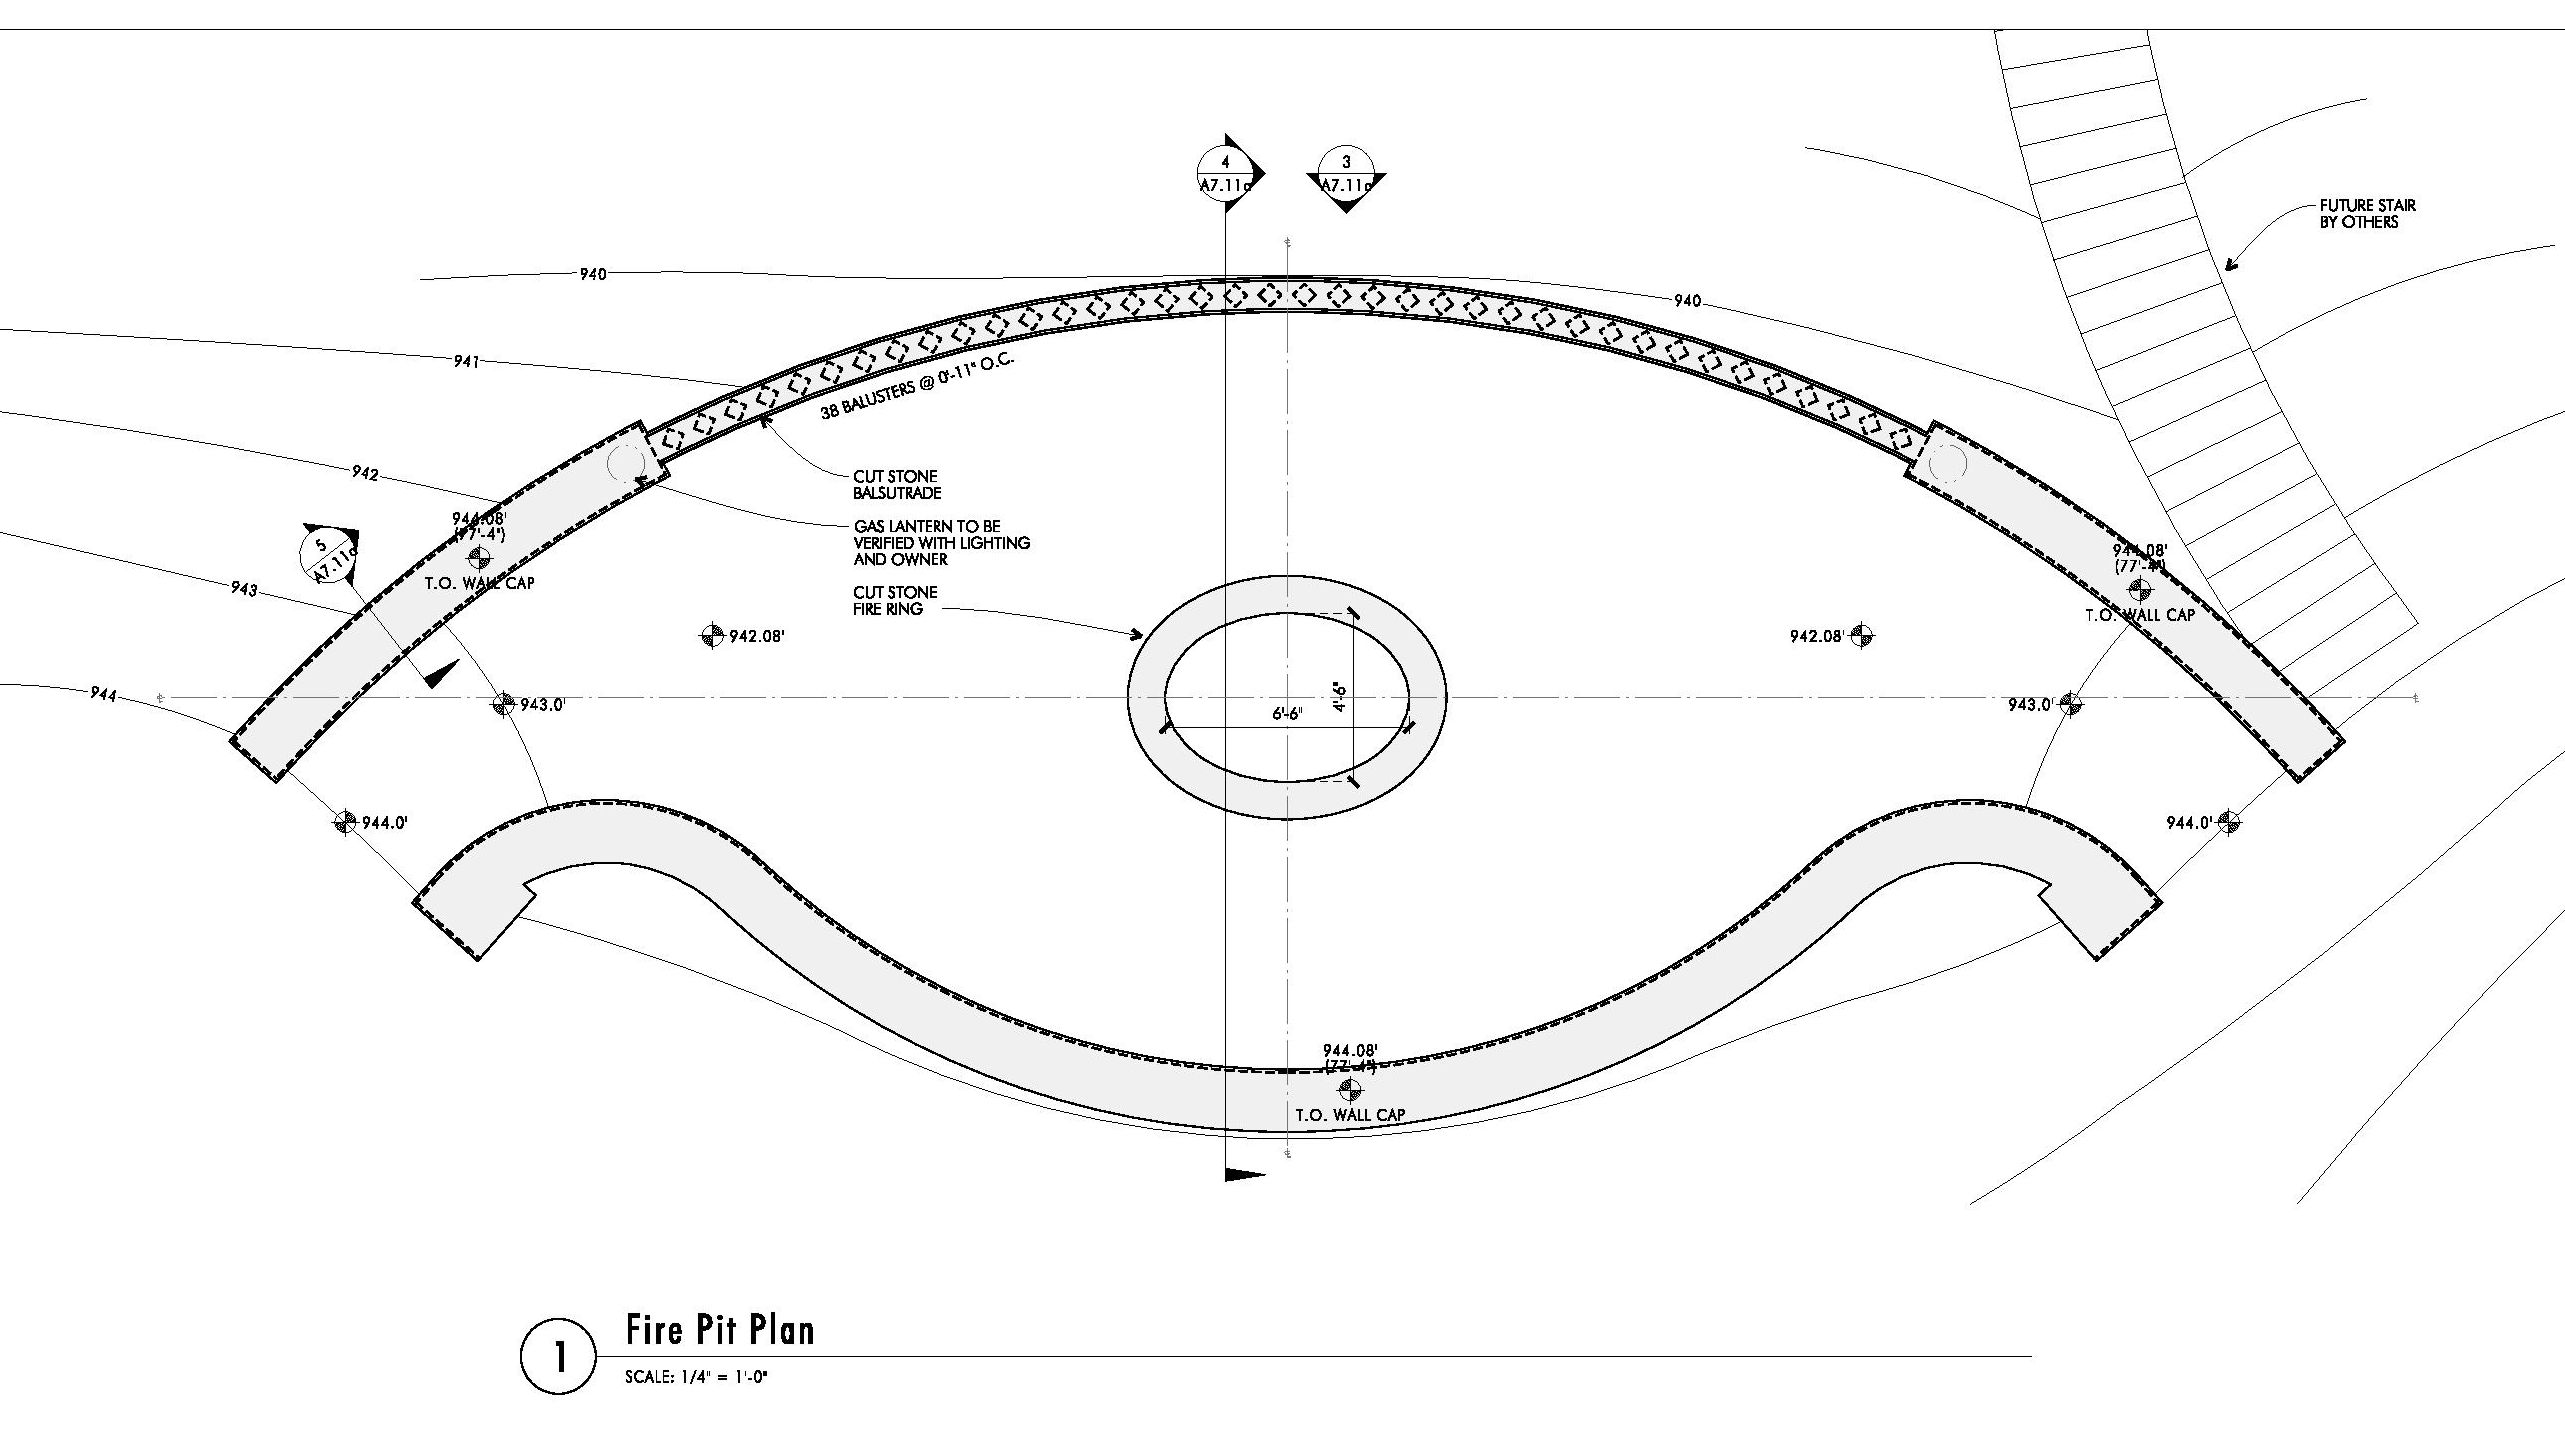 4
A7.11a
3
A7.11a
FUTURE STAIR
BY OTHERS
940
940
941
38 BALUSTERS @ 0'-11" O.C.
942
CUT STONE
BALSUTRADE
GAS LANTERN TO BE
VERIFIED WITH LIGHTING
AND OWNER
944.08'
(77'-4")
T.O. WALL CAP
5
A7.11a
944.08'
(77'-4")
T.O. WALL CAP
943
CUT STONE
FIRE RING
942.08'
942.08'
944
943.0'
6'-6"
4'-6"
943.0'
944.0'
944.0'
944.08'
(77'-4")
T.O. WALL CAP
1
Fire Pit Plan
SCALE: 1/4" = 1'-0"